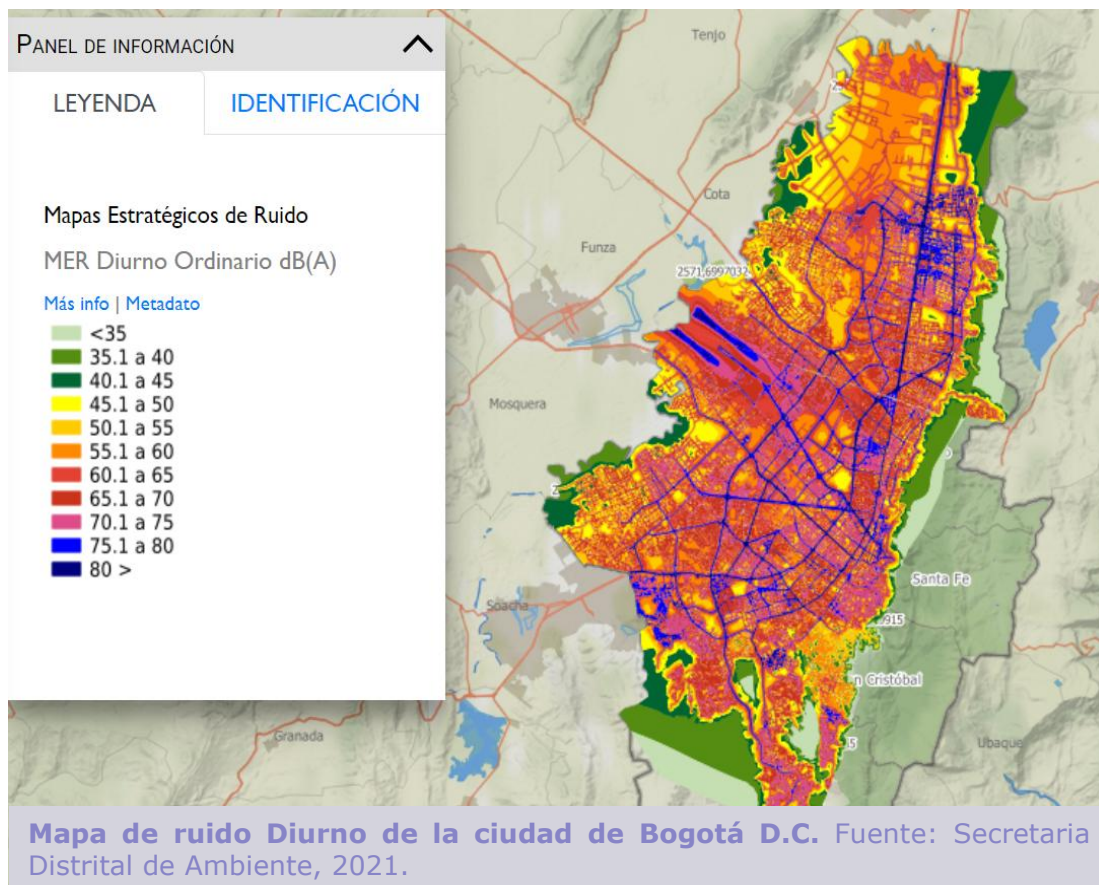 PANEL DE INFORMACIÓN
LEYENDA
IDENTIFICACIÓN
Mapas Estratégicos de Ruido
MER Diurno Ordinario dB(A)
Más info | Metadato
<35
35.1 a 40
40.1 a 45
45.1 a 50
50.1 a 55
55.1 a 60
60.1 a 65
65.1 a 70
70.1 a 75
75.1 a 80
80 >
Tenjo
Cota
Funza
2571,6997032
Mosquera
Santa Fe
Soacha
915
n Cristóbal
Granada
Ubaque
Mapa de ruido Diurno de la ciudad de Bogotá D.C. Fuente: Secretaria
Distrital de Ambiente, 2021.